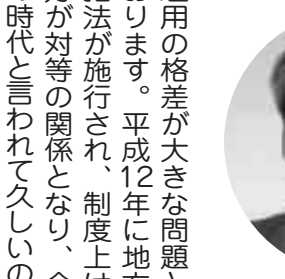 用の格差が大きな問題と
ります。平成12年に地
括法が施行され、制度上は
が対等の関係となり、
時代と言われて久しいの